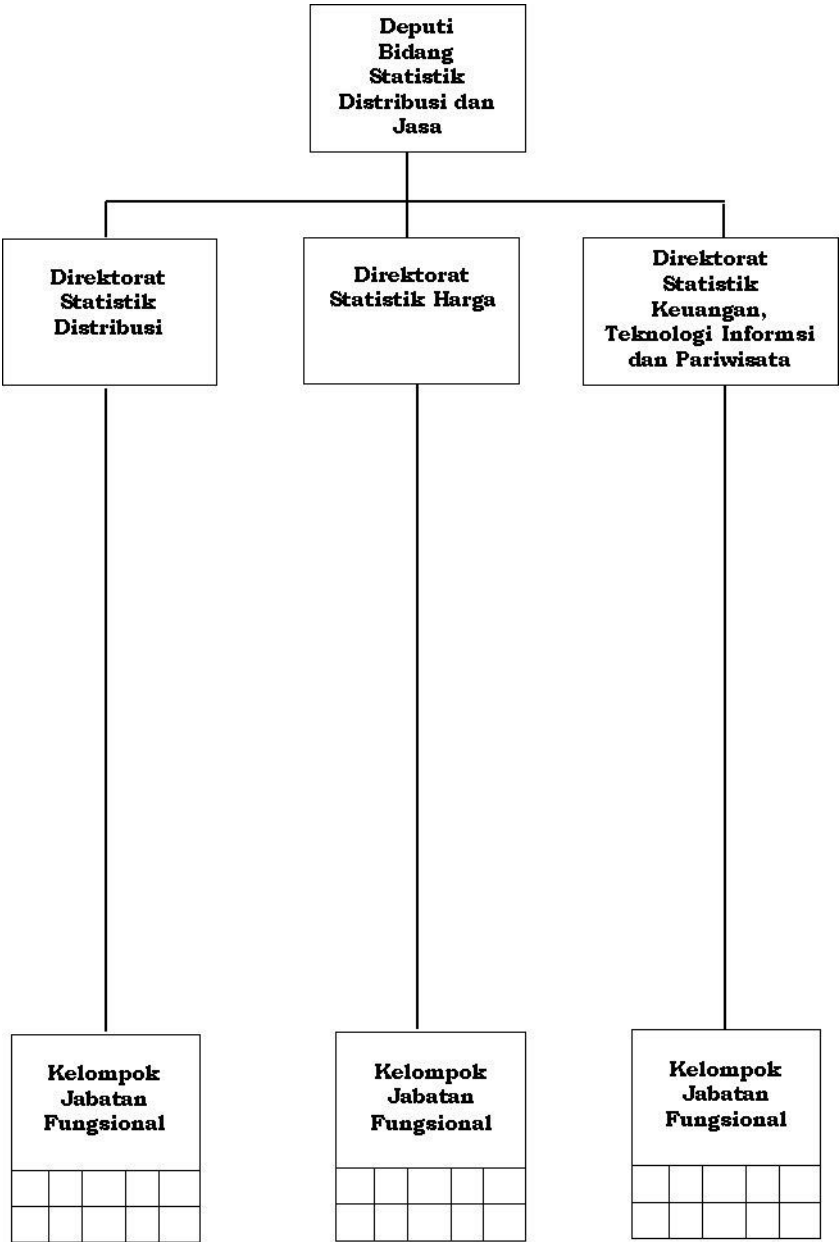 Deputi
Bidang
Statistik
Distribusi dan
Jasa
Direktorat
Statistik
Distribusi
Direktorat
Statistik Harga
Direktorat
Statistik
Keuangan,
Teknologi Informsi
dan Pariwisata
Kelompok
Jabatan
Fungsional
Kelompok
Jabatan
Fungsional
Kelompok
Jabatan
Fungsional